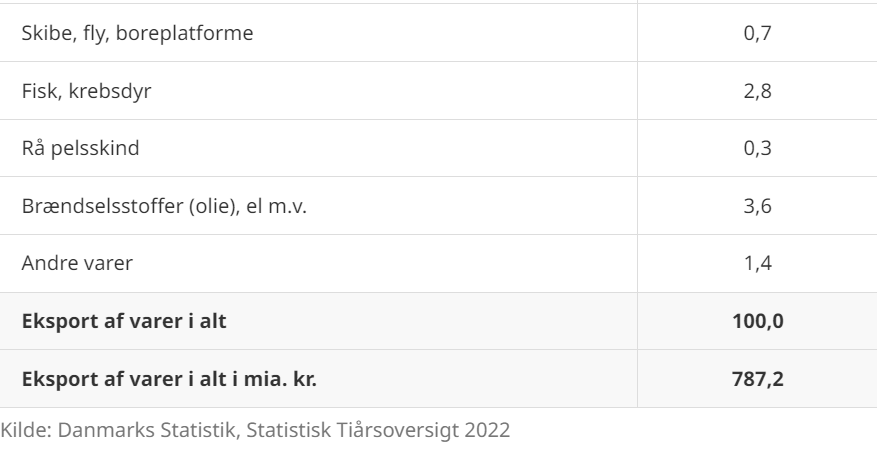 Skibe, fly, boreplatforme 0,7
Fisk, krebsdyr 2,8
Rå pelsskind 0,3
Brændselsstoffer (olie), el m.v. 3,6
Andre varer 1,4
Eksport af varer i alt 100,0
Eksport af varer i alt i mia. kr. 787,2
Kilde: Danmarks Statistik, Statistisk Tiårsoversigt 2022